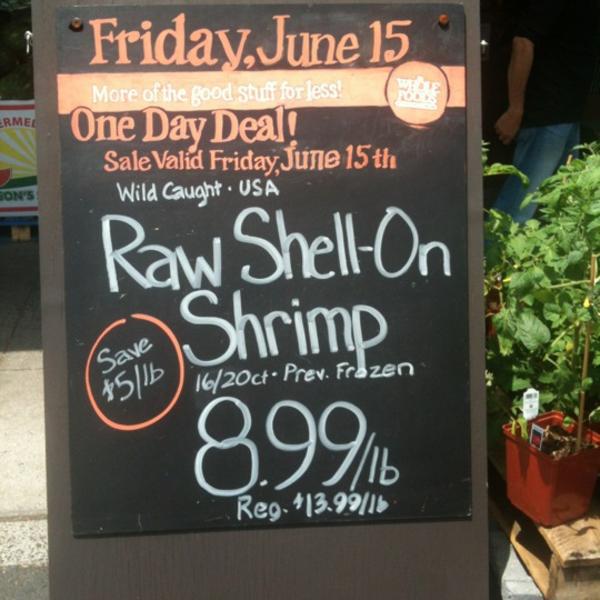 Friday, June 15
More of the good stuff for less!
WHOLE
FOODS
One Day Deal!
Sale Valid Friday, June 15th
Wild Caught · USA
Raw Shell-On
Shrimp
Save
$5/lb
16/20ct · Prev. Frozen
8.99/lb
Reg. $13.99/lb
ERMEL
SON'S